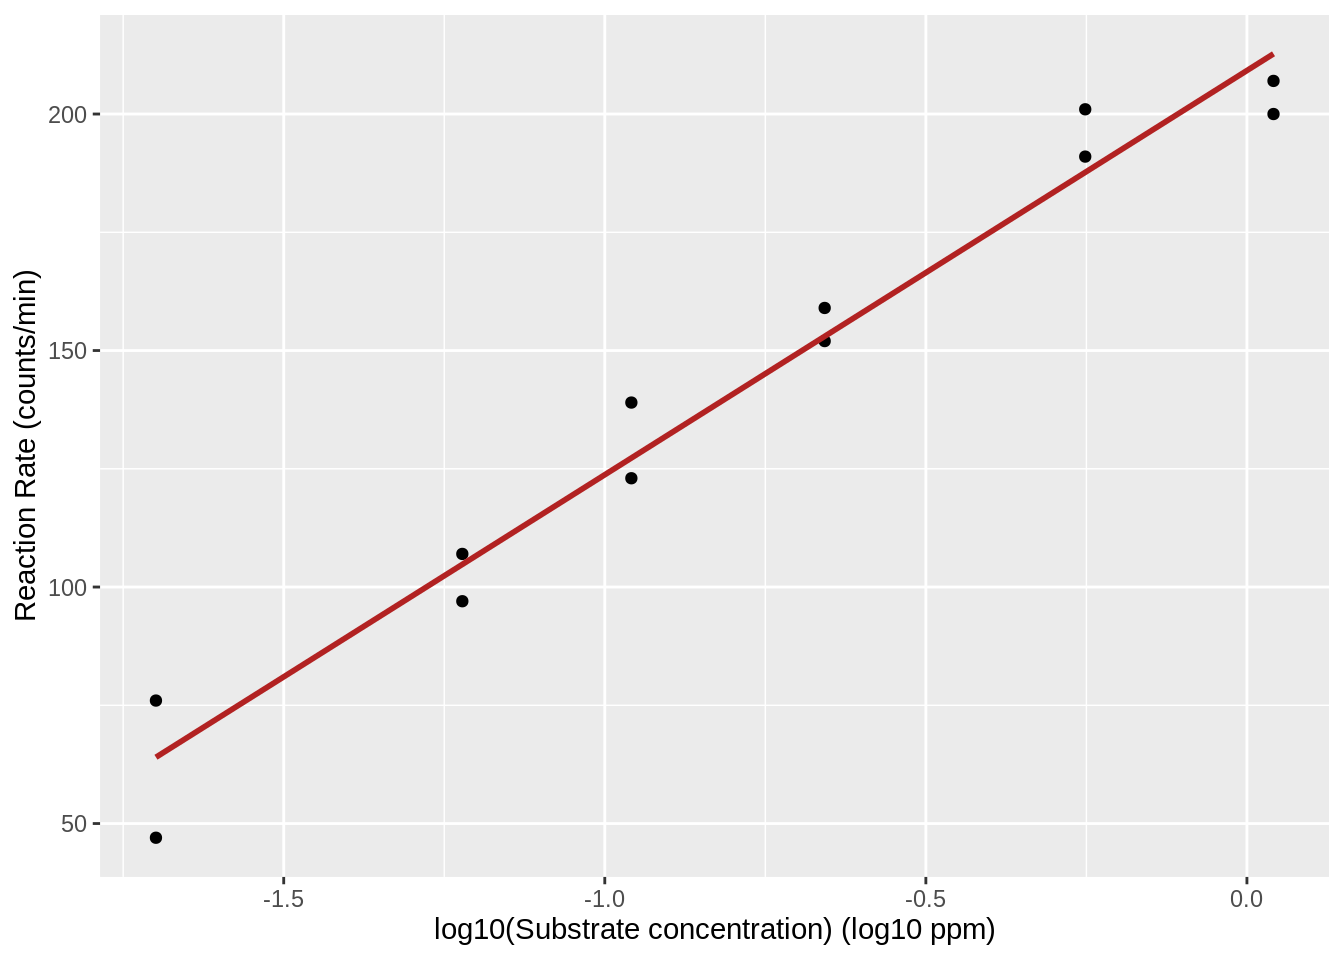 200
150
100
50
Reaction Rate (counts/min)
-1.5 -1.0 -0.5 0.0
log10(Substrate concentration) (log10 ppm)